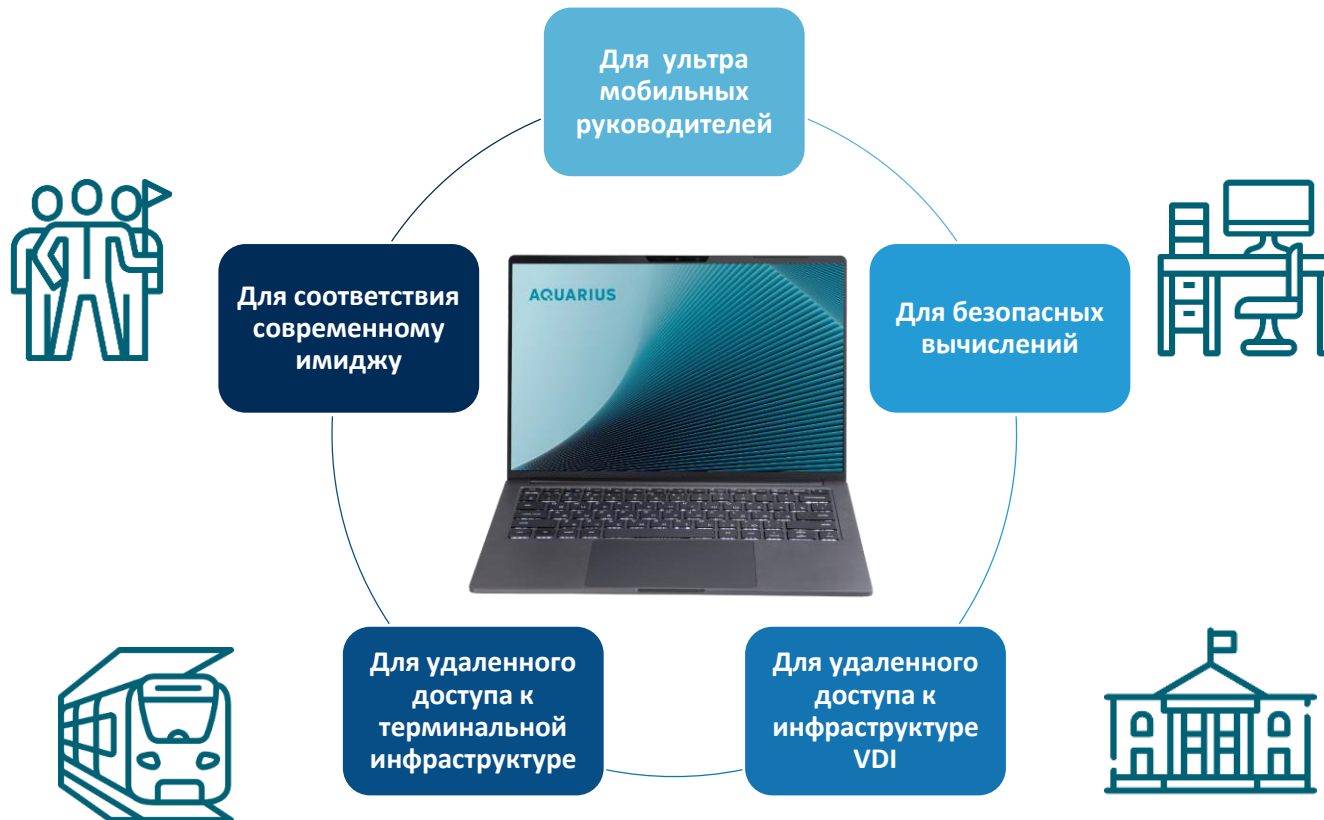 Для ультра
мобильных
руководителей
Для соответствия
современному
имиджу
AQUARIUS
Для безопасных
вычислений
Для удаленного
доступа к
терминальной
инфраструктуре
Для удаленного
доступа к
инфраструктуре
VDI